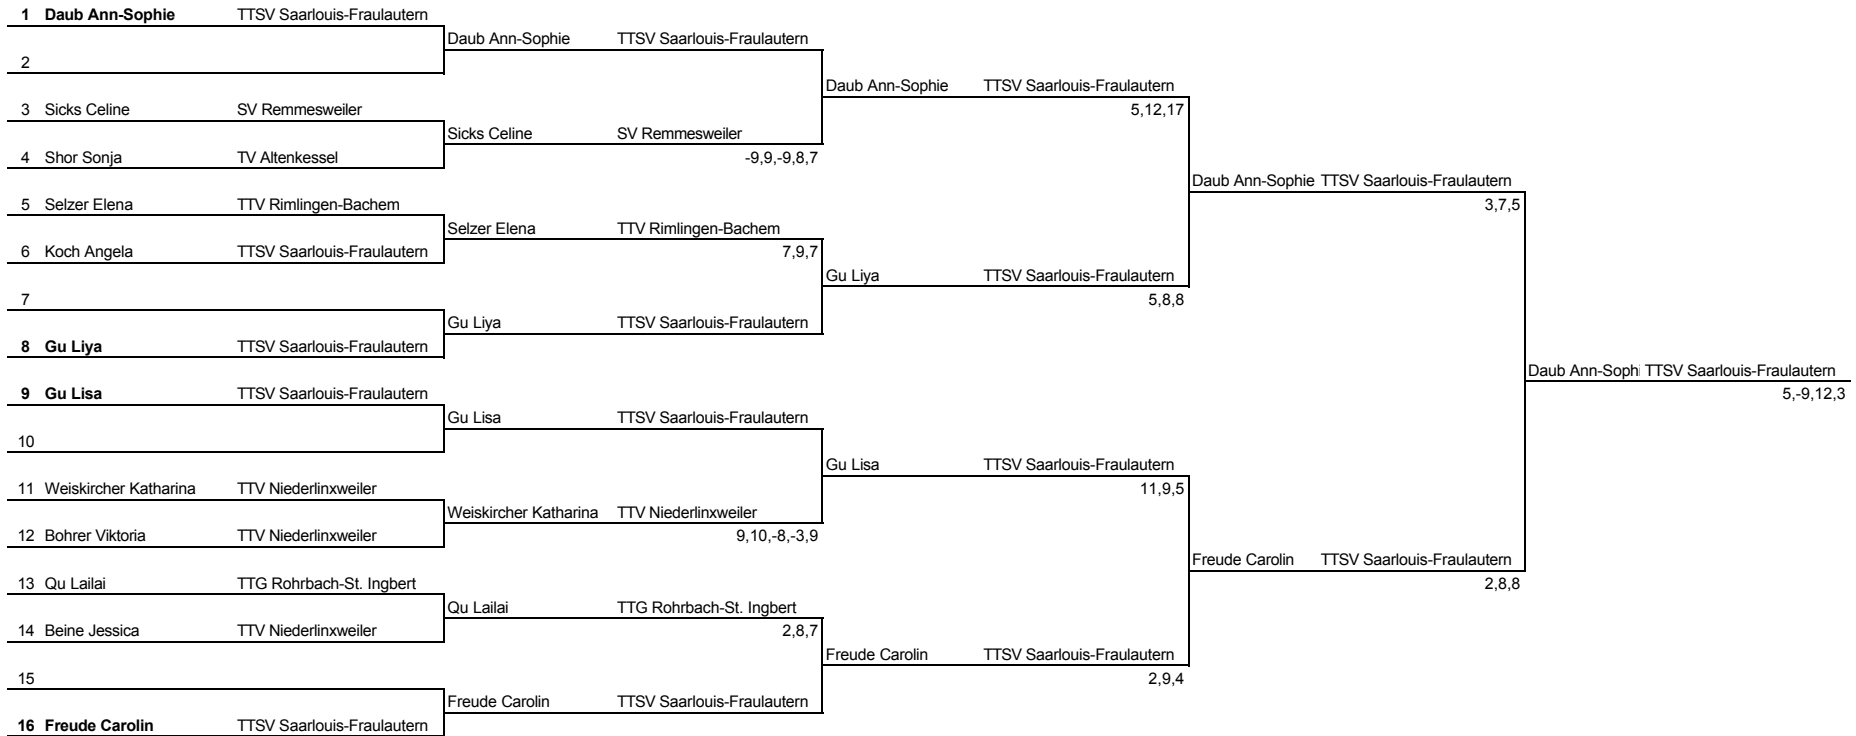 1 Daub Ann-Sophie TTSV Saarlouis-Fraulautern
Daub Ann-Sophie TTSV Saarlouis-Fraulautern
2
Daub Ann-Sophie TTSV Saarlouis-Fraulautern
3 Sicks Celine SV Remmesweiler
5,12,17
Sicks Celine SV Remmesweiler
4 Shor Sonja TV Altenkessel
-9,9,-9,8,7
Daub Ann-Sophie TTSV Saarlouis-Fraulautern
5 Selzer Elena TTV Rimlingen-Bachem
3,7,5
Selzer Elena TTV Rimlingen-Bachem
6 Koch Angela TTSV Saarlouis-Fraulautern
7,9,7
Gu Liya TTSV Saarlouis-Fraulautern
7
5,8,8
Gu Liya TTSV Saarlouis-Fraulautern
8 Gu Liya TTSV Saarlouis-Fraulautern
Daub Ann-Sophi TTSV Saarlouis-Fraulautern
9 Gu Lisa TTSV Saarlouis-Fraulautern
5,-9,12,3
Gu Lisa TTSV Saarlouis-Fraulautern
10
Gu Lisa TTSV Saarlouis-Fraulautern
11 Weiskircher Katharina TTV Niederlinxweiler
11,9,5
Weiskircher Katharina TTV Niederlinxweiler
12 Bohrer Viktoria TTV Niederlinxweiler
9,10,-8,-3,9
Freude Carolin TTSV Saarlouis-Fraulautern
13 Qu Lailai TTG Rohrbach-St. Ingbert
2,8,8
Qu Lailai TTG Rohrbach-St. Ingbert
14 Beine Jessica TTV Niederlinxweiler
2,8,7
Freude Carolin TTSV Saarlouis-Fraulautern
15
2,9,4
Freude Carolin TTSV Saarlouis-Fraulautern
16 Freude Carolin TTSV Saarlouis-Fraulautern